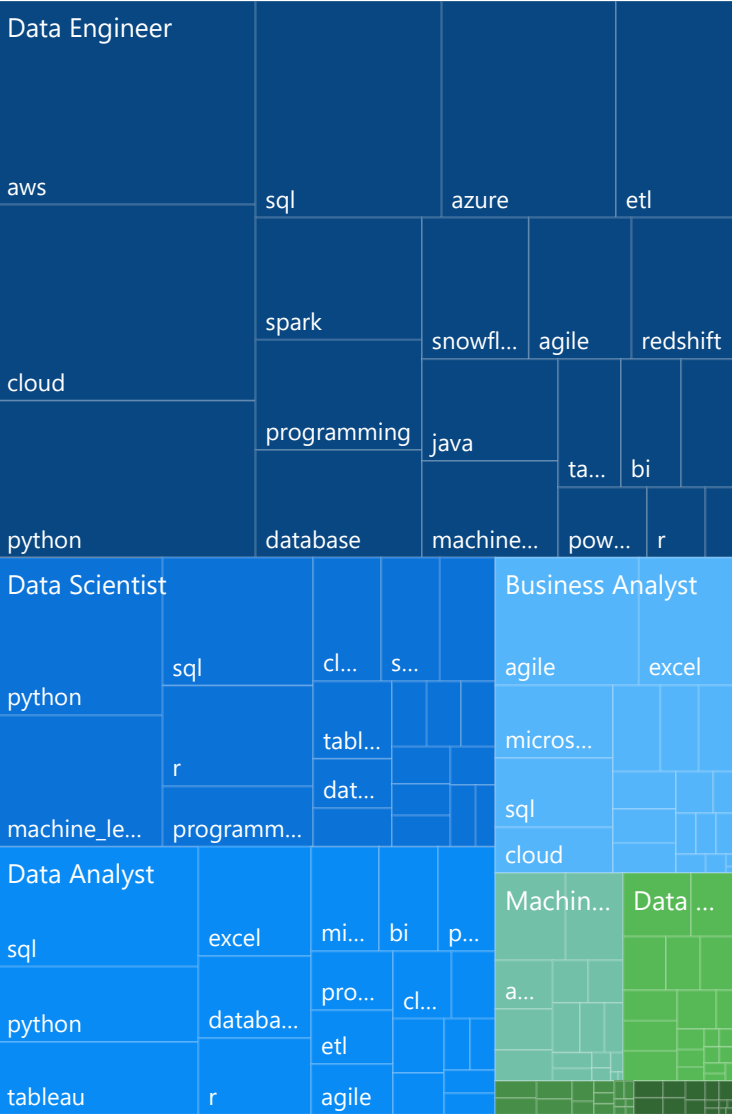 Data Engineer
aws
sql
azure
etl
cloud
spark
snowfl...
agile
redshift
programming
java
ta...
bi
python
database
machine...
pow...
r
Data Scientist
python
sql
cl...
s...
r
tabl...
dat...
machine_le...
programm...
Business Analyst
agile
excel
micros...
sql
cloud
Data Analyst
sql
excel
mi...
bi
p...
python
databa...
pro...
cl...
etl
tableau
r
agile
Machin...
a...
Data ...